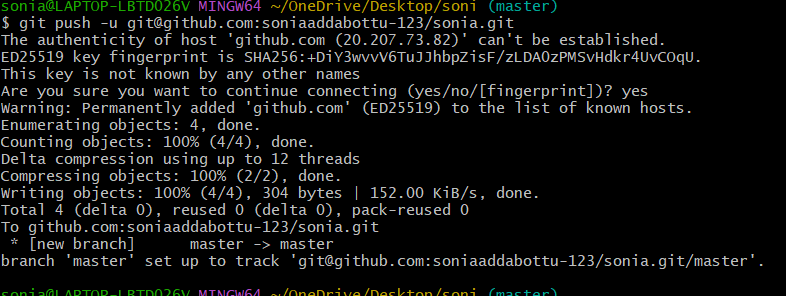 sonia@LAPTOP-LBTDO26V MINGW64 ~/OneDrive/Desktop/soni (master)
$ git push -u git@github.com:soniaaddabottu-123/sonia.git
The authenticity of host 'github.com (20.207.73.82)' can't be established.
ED25519 key fingerprint is SHA256:+DiY3wvvV6TuJJhbpZisF/zLDA0zPMSvHdkr4UvCOqU.
This key is not known by any other names
Are you sure you want to continue connecting (yes/no/[fingerprint])? yes
Warning: Permanently added 'github.com' (ED25519) to the list of known hosts.
Enumerating objects: 4, done.
Counting objects: 100% (4/4), done.
Delta compression using up to 12 threads
Compressing objects: 100% (2/2), done.
Writing objects: 100% (4/4), 304 bytes | 152.00 KiB/s, done.
Total 4 (delta 0), reused 0 (delta 0), pack-reused 0
To github.com:soniaaddabottu-123/sonia.git
 * [new branch]      master -> master
branch 'master' set up to track 'git@github.com:soniaaddabottu-123/sonia.git/master'.
sonia@LAPTOP-LBTDO26V MINGW64 ~/OneDrive/Desktop/soni (master)